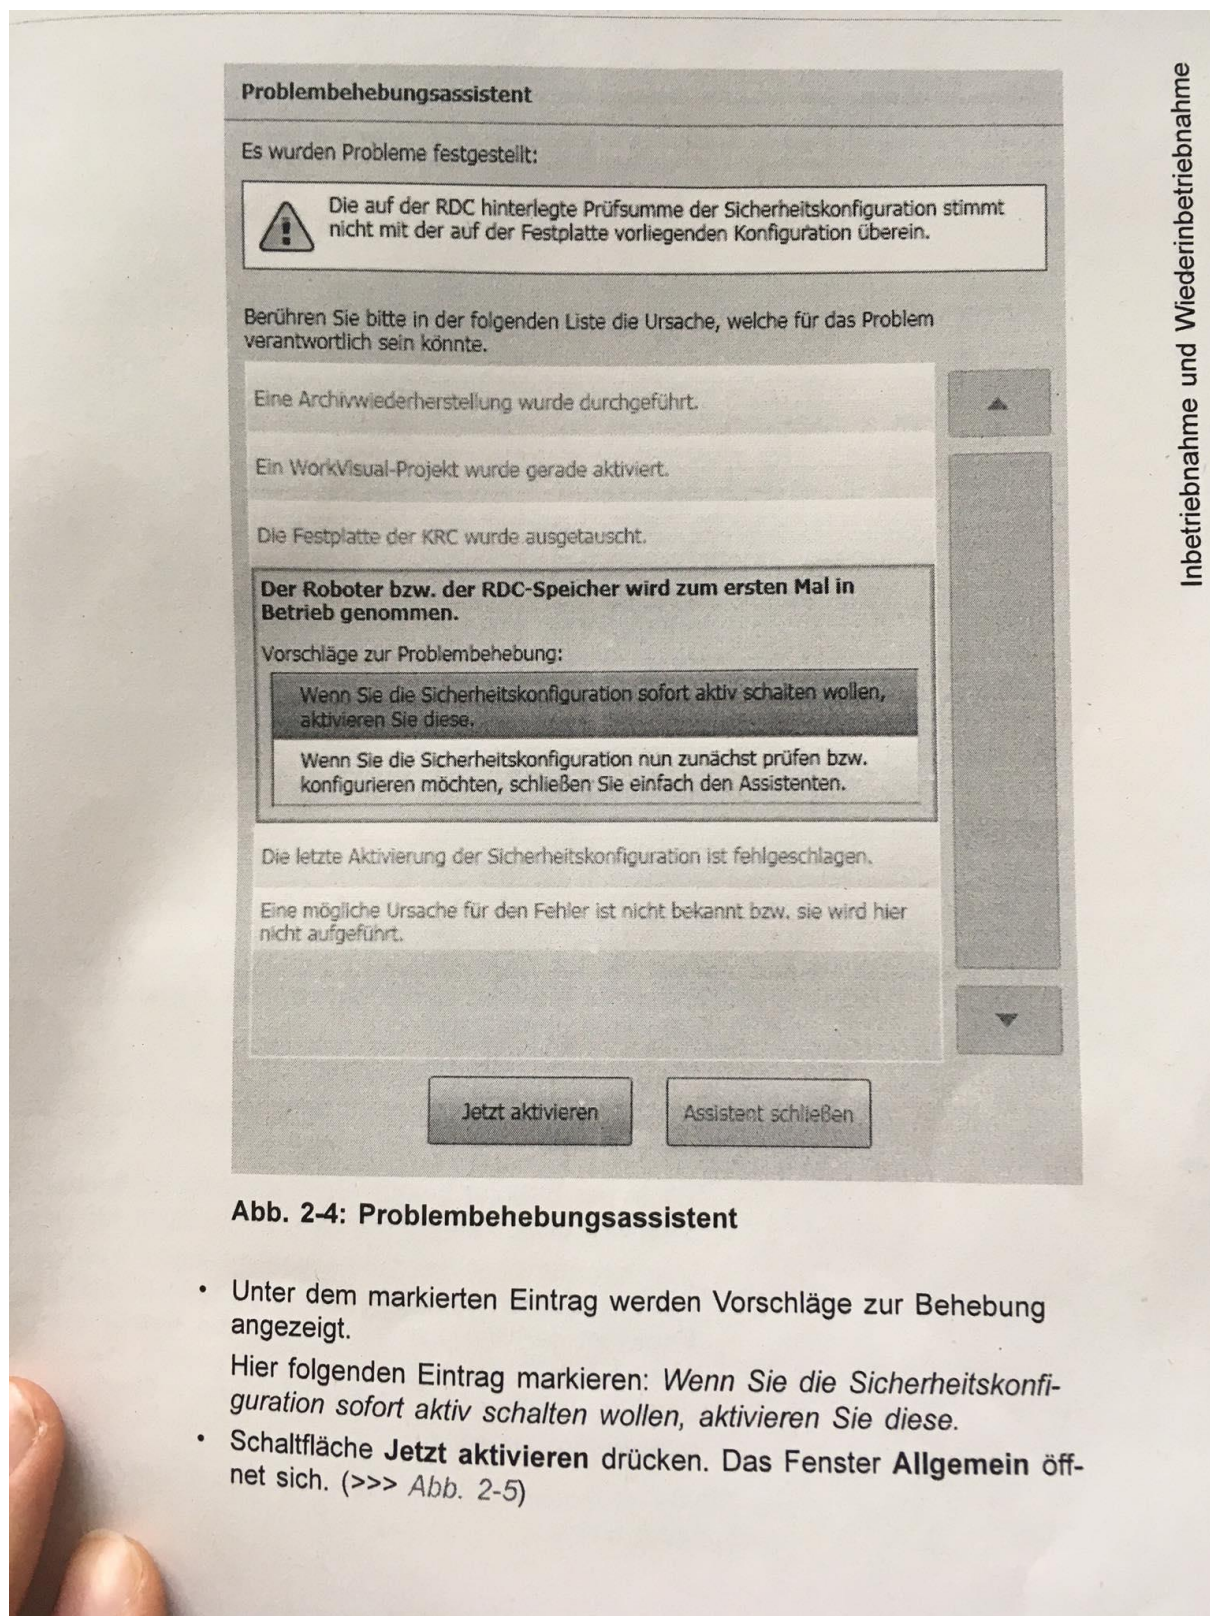 Problembehebungsassistent
Es wurden Probleme festgestellt:
Die auf der RDC hinterlegte Prüfsumme der Sicherheitskonfiguration stimmt
nicht mit der auf der Festplatte vorliegenden Konfiguration überein.
Berühren Sie bitte in der folgenden Liste die Ursache, welche für das Problem
verantwortlich sein könnte.
Eine Archivwiederherstellung wurde durchgeführt.
Ein WorkVisual-Projekt wurde gerade aktiviert.
Die Festplatte der KRC wurde ausgetauscht.
Der Roboter bzw. der RDC-Speicher wird zum ersten Mal in
Betrieb genommen.
Vorschläge zur Problembehebung:
Wenn Sie die Sicherheitskonfiguration sofort aktiv schalten wollen,
aktivieren Sie diese.
Wenn Sie die Sicherheitskonfiguration nun zunächst prüfen bzw.
konfigurieren möchten, schließen Sie einfach den Assistenten.
Die letzte Aktivierung der Sicherheitskonfiguration ist fehlgeschlagen.
Eine mögliche Ursache für den Fehler ist nicht bekannt bzw. sie wird hier
nicht aufgeführt.
Jetzt aktivieren
Assistent schließen
Abb. 2-4: Problembehebungsassistent
• Unter dem markierten Eintrag werden Vorschläge zur Behebung
angezeigt.
Hier folgenden Eintrag markieren: Wenn Sie die Sicherheitskonfi-
guration sofort aktiv schalten wollen, aktivieren Sie diese.
• Schaltfläche Jetzt aktivieren drücken. Das Fenster Allgemein öff-
net sich. (>>> Abb. 2-5)
Inbetriebnahme und Wiederinbetriebnahme